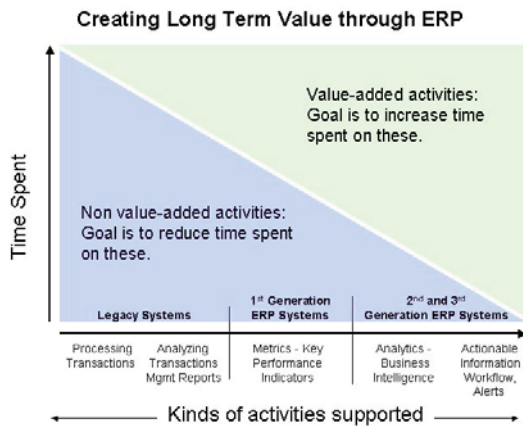 Creating Long Term Value through ERP
Value-added activities:
Goal is to increase time
spent on these.
Time Spent
Non value-added activities:
Goal is to reduce time spent
on these.
Legacy Systems
1st Generation
ERP Systems
2nd and 3rd
Generation ERP Systems
Processing
Transactions
Analyzing
Transactions
Mgmt Reports
Metrics - Key
Performance
Indicators
Analytics -
Business
Intelligence
Actionable
Information
Workflow,
Alerts
Kinds of activities supported